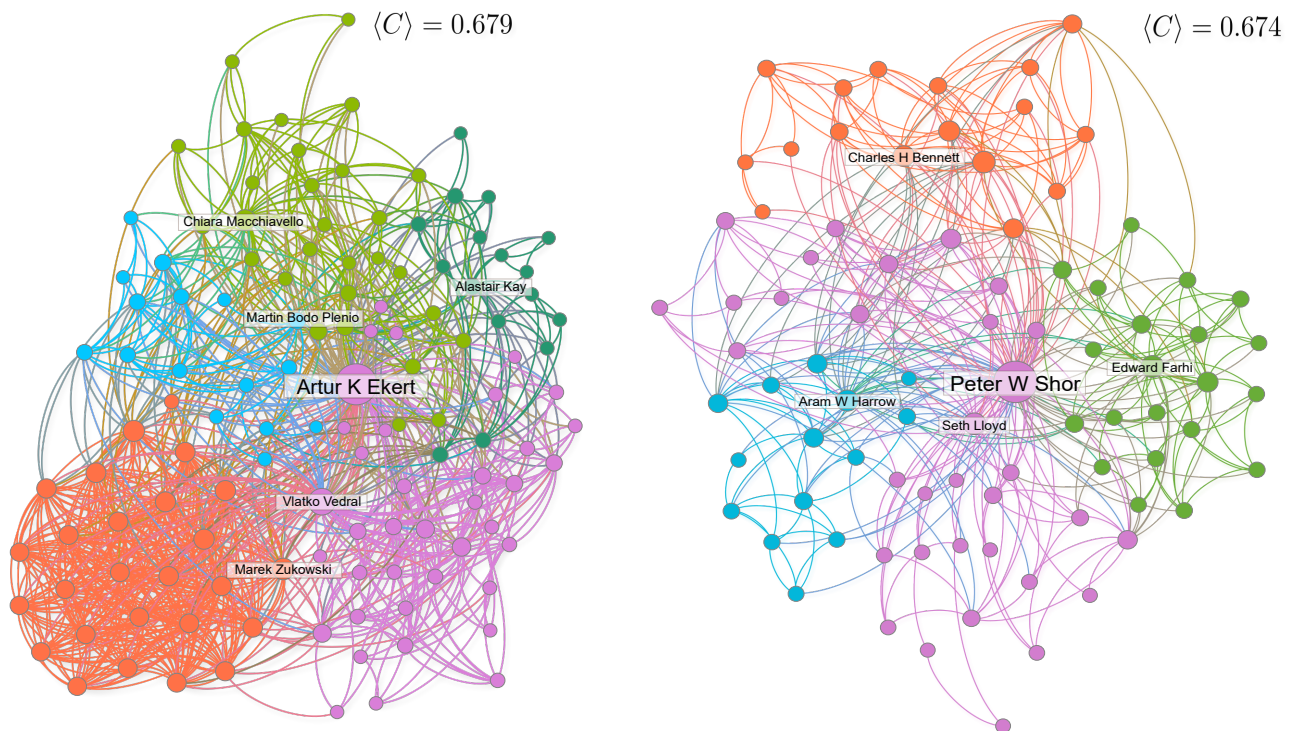 ⟨C⟩ = 0.679
Chiara Macchiavello
Alastair Kay
Martin Bodo Plenio
Artur K Ekert
Vlatko Vedral
Marek Zukowski
⟨C⟩ = 0.674
Charles H Bennett
Edward Farhi
Peter W Shor
Aram W Harrow
Seth Lloyd